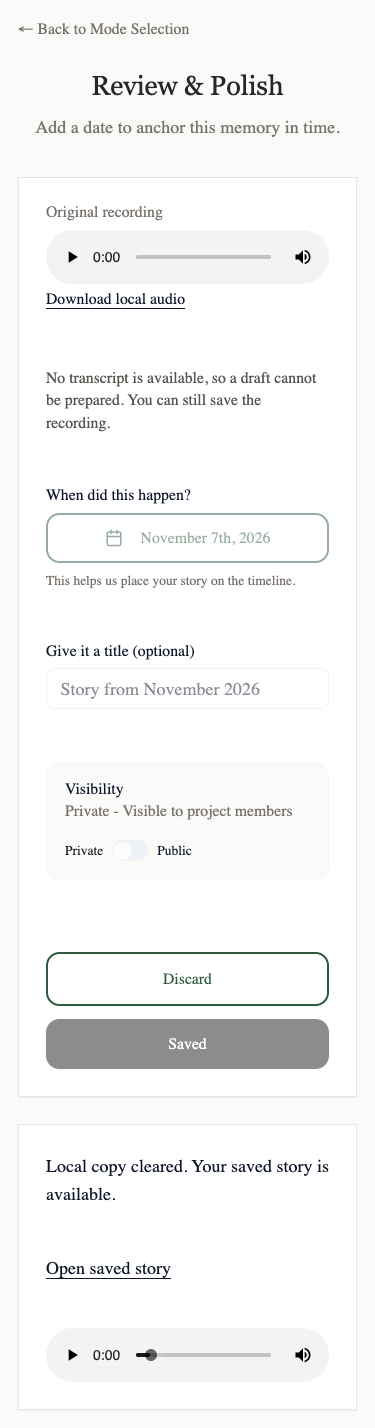 ← Back to Mode Selection
Review & Polish
Add a date to anchor this memory in time.
Original recording
0:00
Download local audio
No transcript is available, so a draft cannot
be prepared. You can still save the
recording.
When did this happen?
November 7th, 2026
This helps us place your story on the timeline.
Give it a title (optional)
Story from November 2026
Visibility
Private - Visible to project members
Private Public
Discard
Saved
Local copy cleared. Your saved story is
available.
Open saved story
0:00